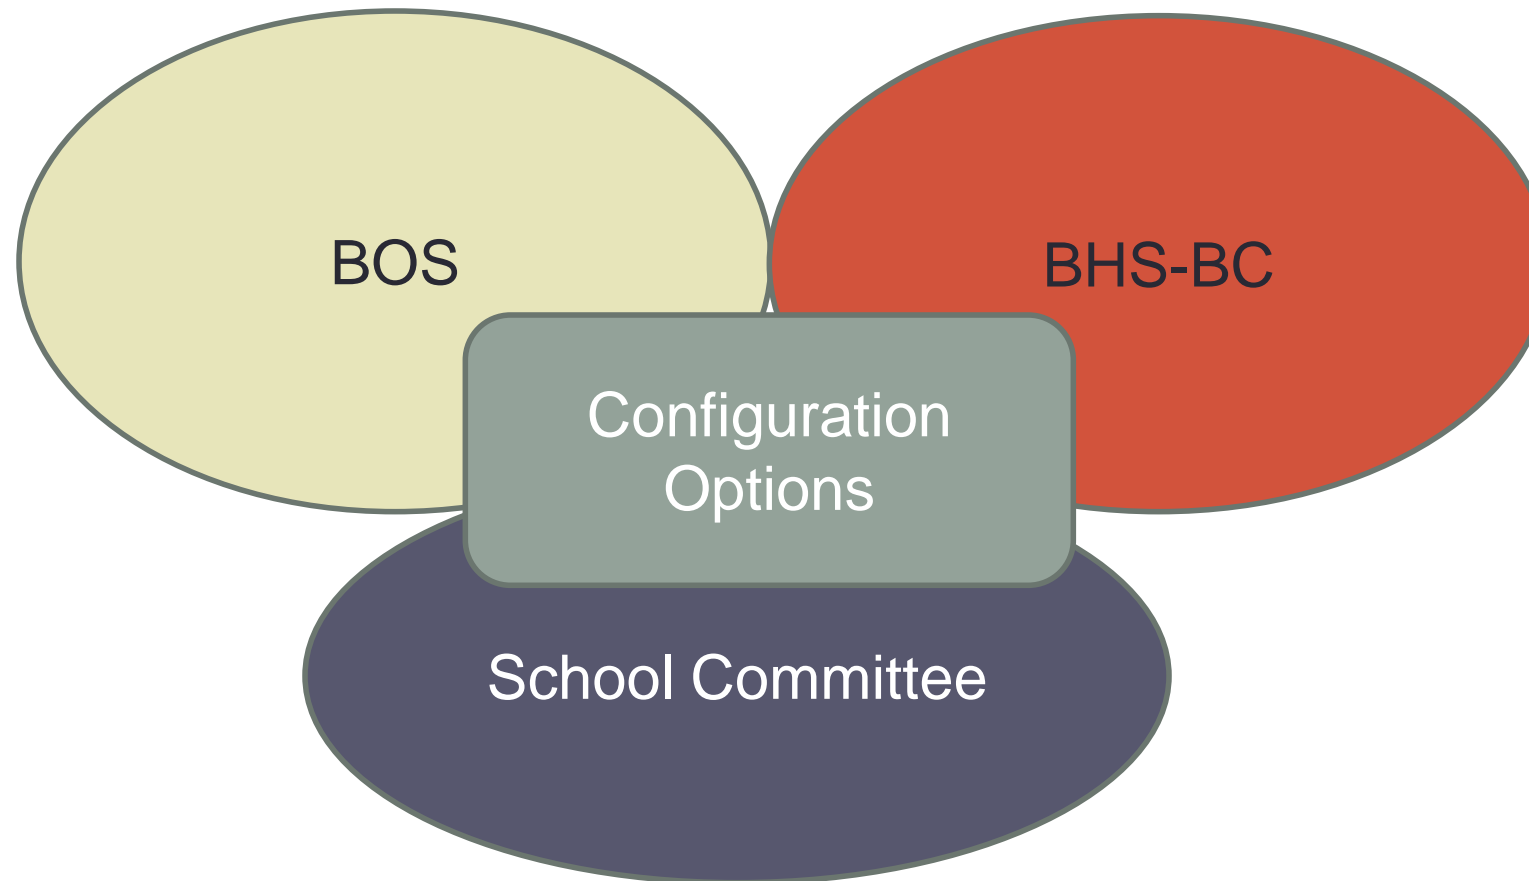 BOS
BHS-BC
Configuration
Options
School Committee